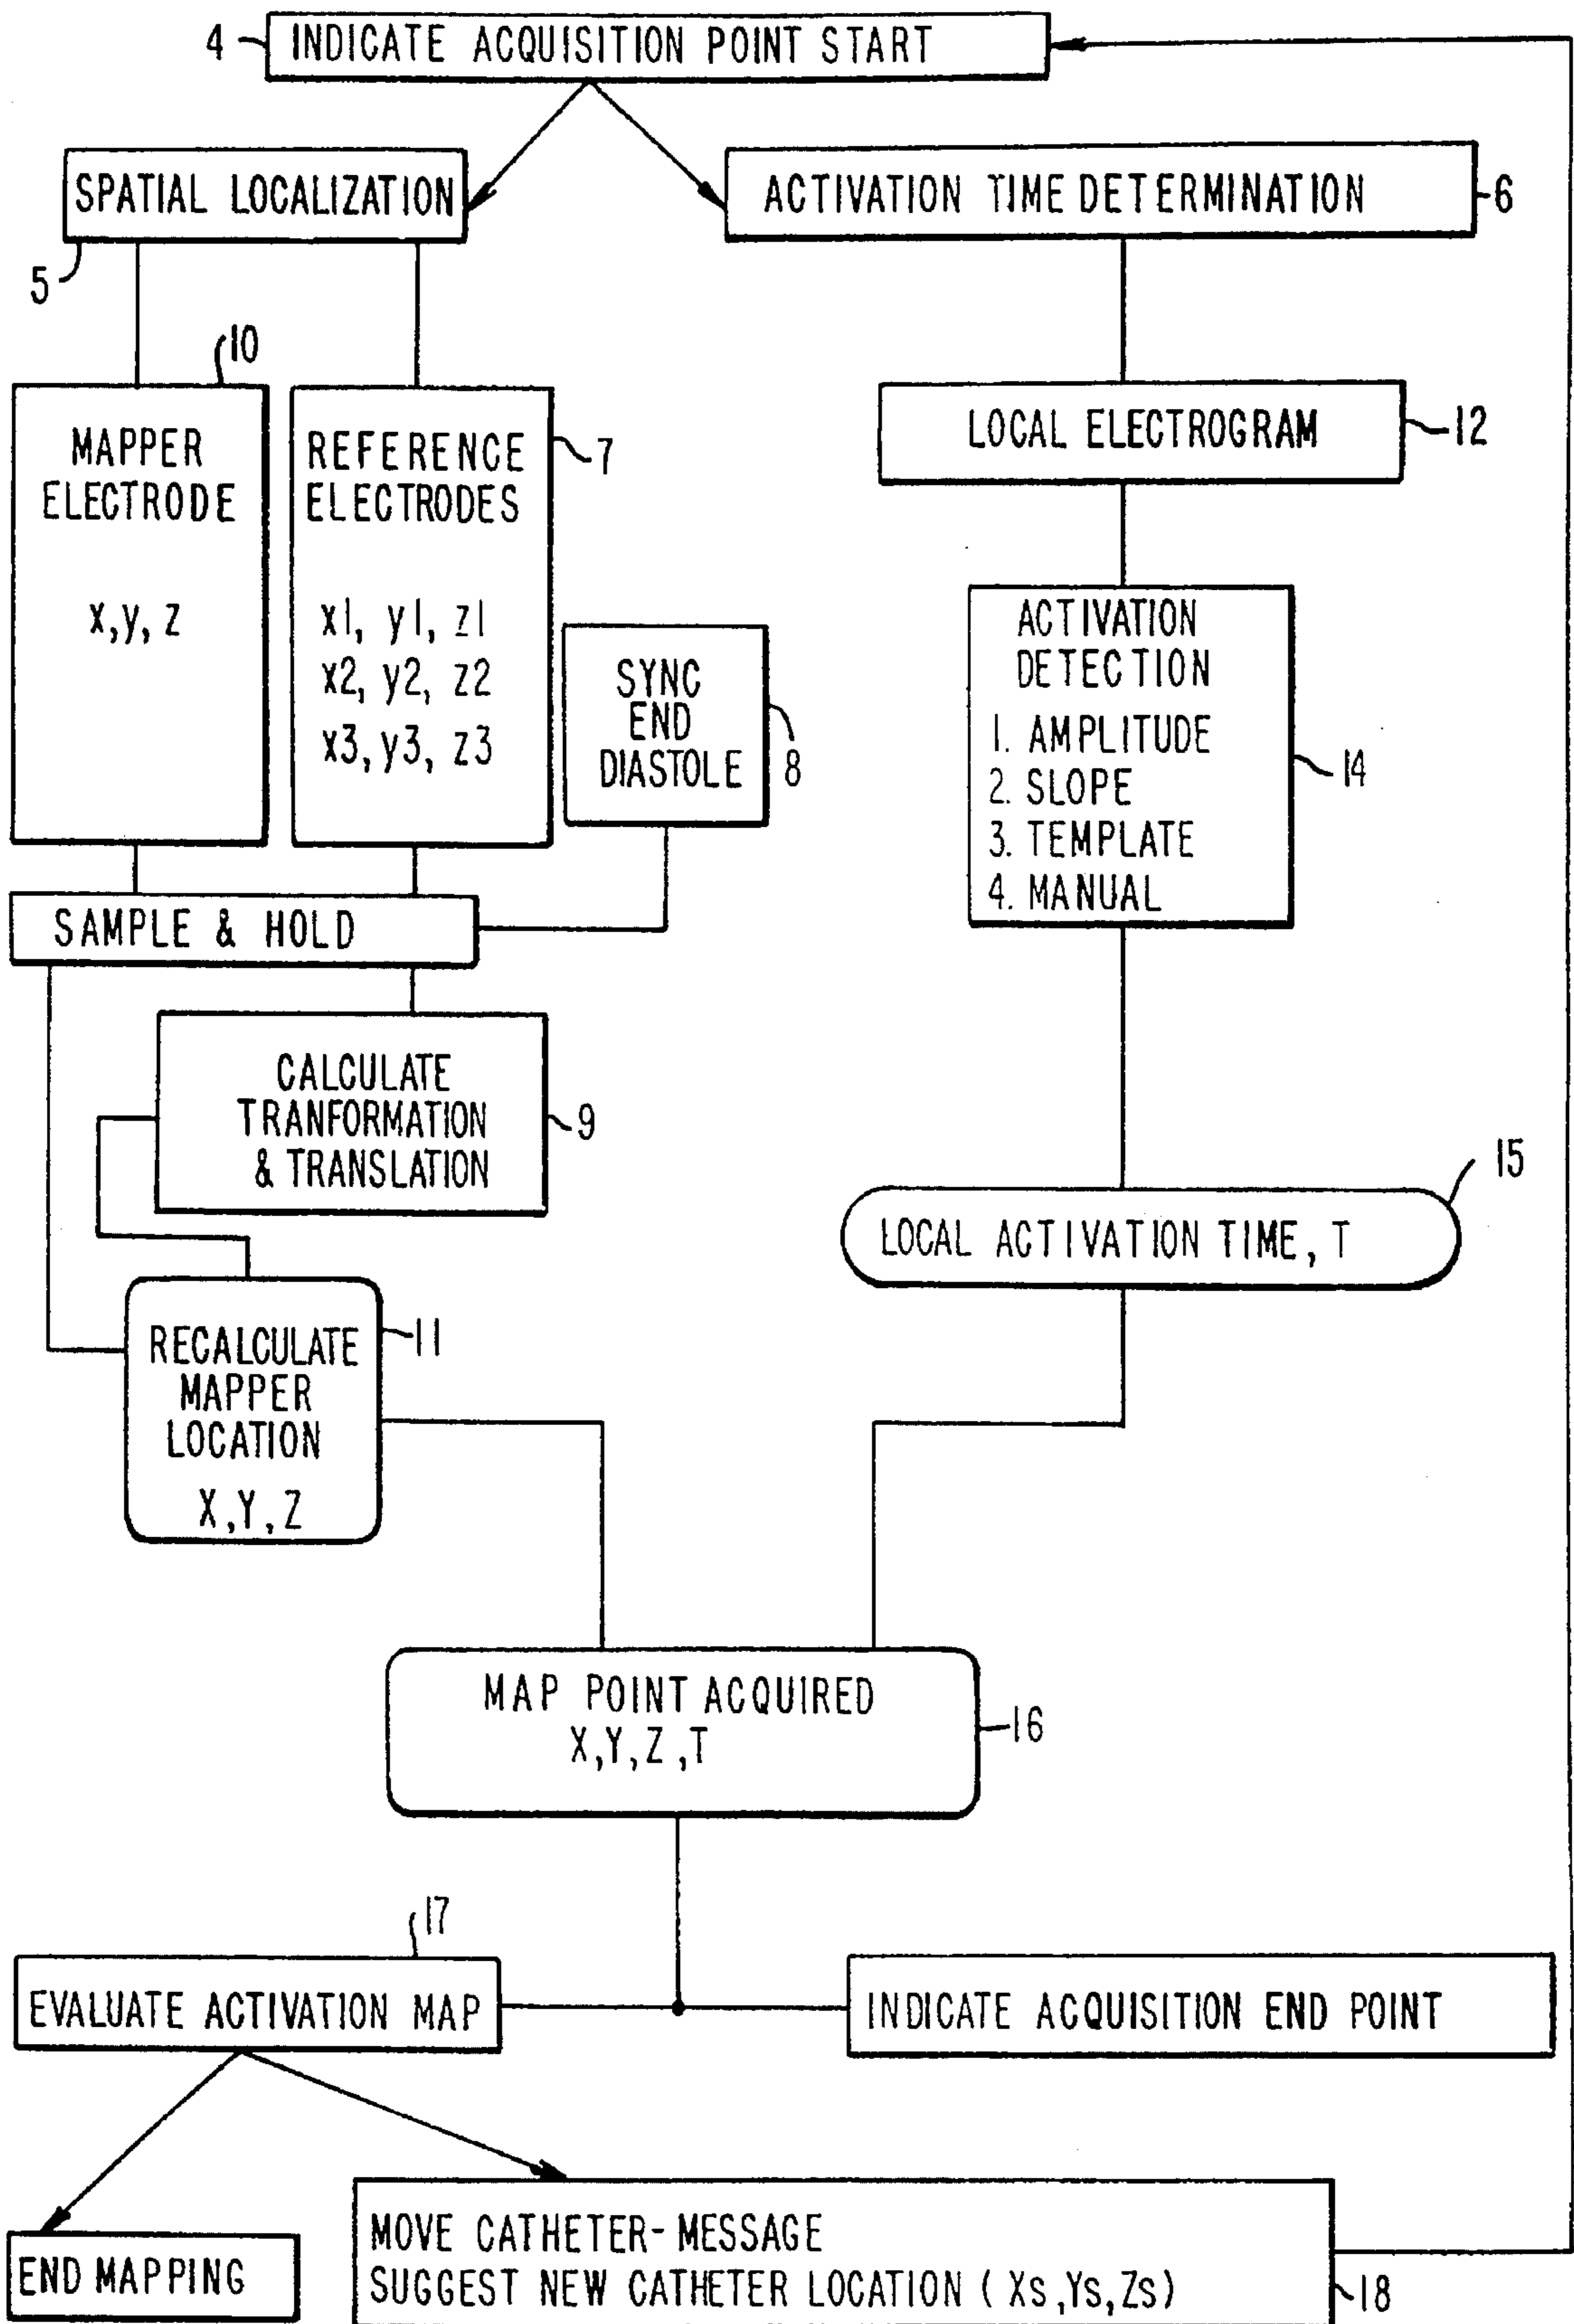 4
INDICATE ACQUISITION POINT START
SPATIAL LOCALIZATION
5
ACTIVATION TIME DETERMINATION
6
10
MAPPER
ELECTRODE
x,y, z
REFERENCE
ELECTRODES
7
x1, y1, z1
x2, y2, z2
x3, y3, z3
SYNC
END
DIASTOLE
8
LOCAL ELECTROGRAM
12
ACTIVATION
DETECTION
1. AMPLITUDE
2. SLOPE
3. TEMPLATE
4. MANUAL
14
SAMPLE & HOLD
CALCULATE
TRANFORMATION
& TRANSLATION
9
15
LOCAL ACTIVATION TIME, T
RECALCULATE
MAPPER
LOCATION
X,Y,Z
11
MAP POINT ACQUIRED
X,Y,Z,T
16
17
EVALUATE ACTIVATION MAP
INDICATE ACQUISITION END POINT
END MAPPING
MOVE CATHETER-MESSAGE
SUGGEST NEW CATHETER LOCATION (Xs,Ys,Zs)
18